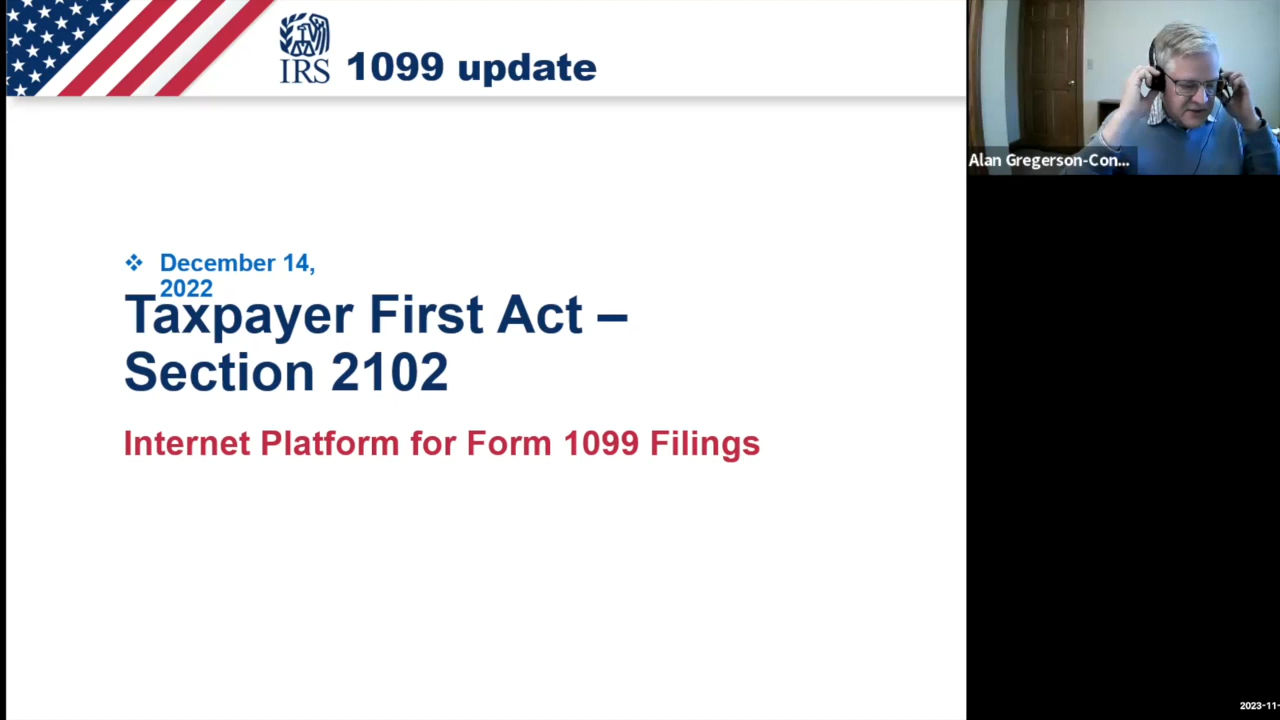 IRS
1099 update
Alan Gregerson-Con...
December 14,
2022
Taxpayer First Act –
Section 2102
Internet Platform for Form 1099 Filings
2023-11-